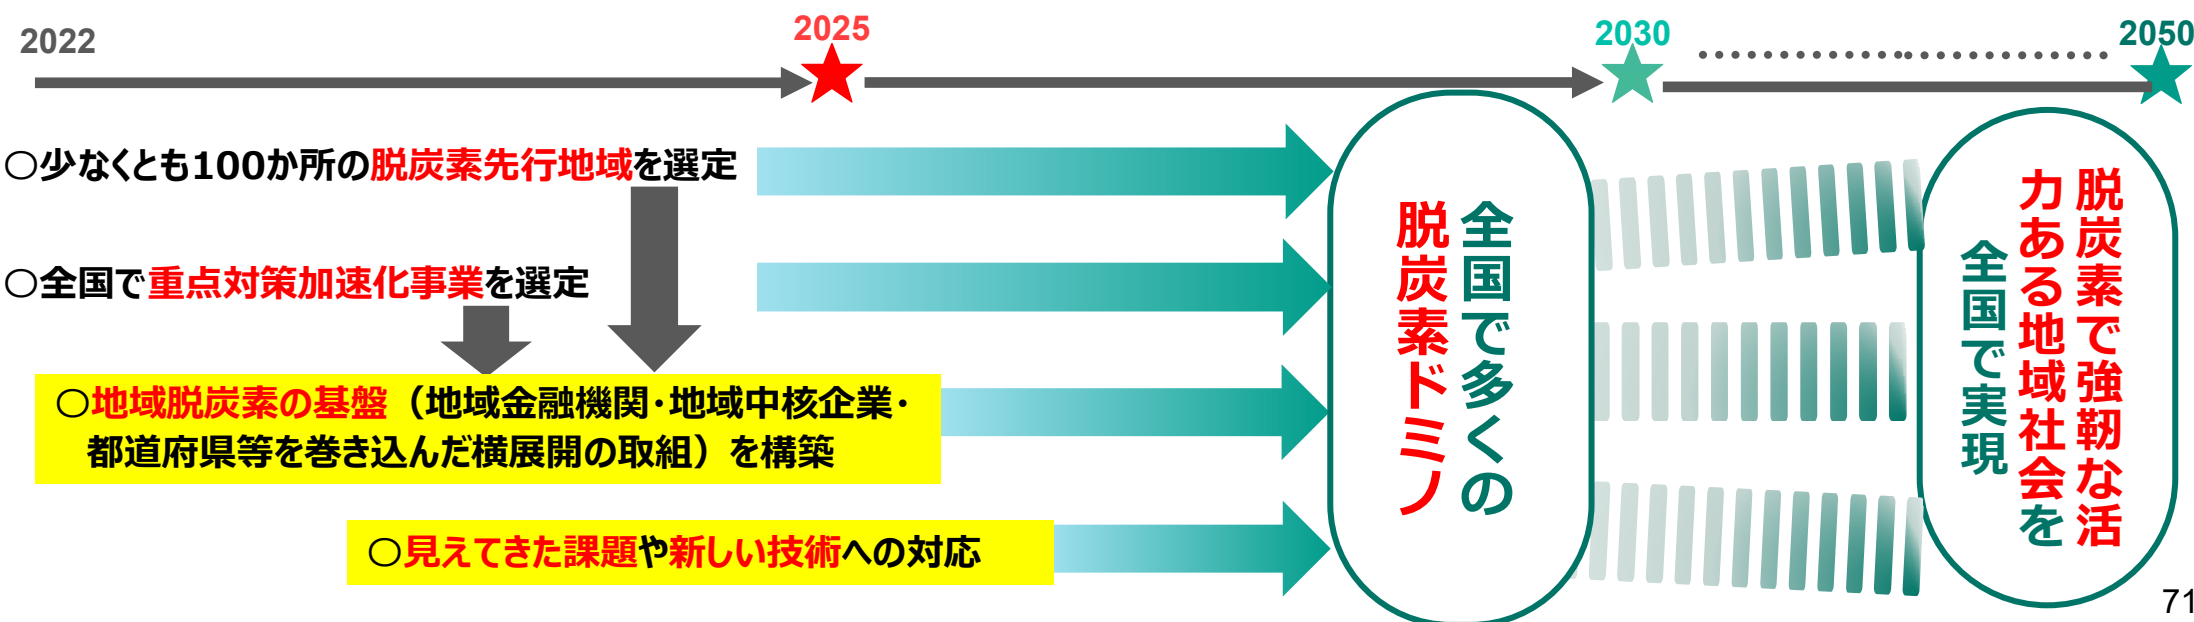 2022
2025
2030
2050
○少なくとも100か所の脱炭素先行地域を選定
○全国で重点対策加速化事業を選定
○地域脱炭素の基盤（地域金融機関・地域中核企業・
都道府県等を巻き込んだ横展開の取組）を構築
○見えてきた課題や新しい技術への対応
全国で多くの
脱炭素ドミノ
脱炭素で強靭な活
力ある地域社会を
全国で実現
71